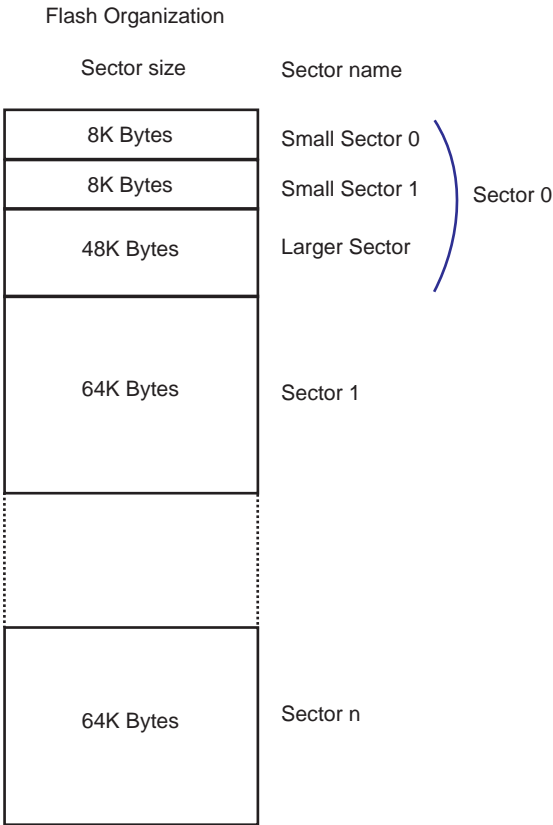 Flash Organization
Sector size Sector name
8K Bytes Small Sector 0
8K Bytes Small Sector 1 Sector 0
48K Bytes Larger Sector
64K Bytes Sector 1
64K Bytes Sector n